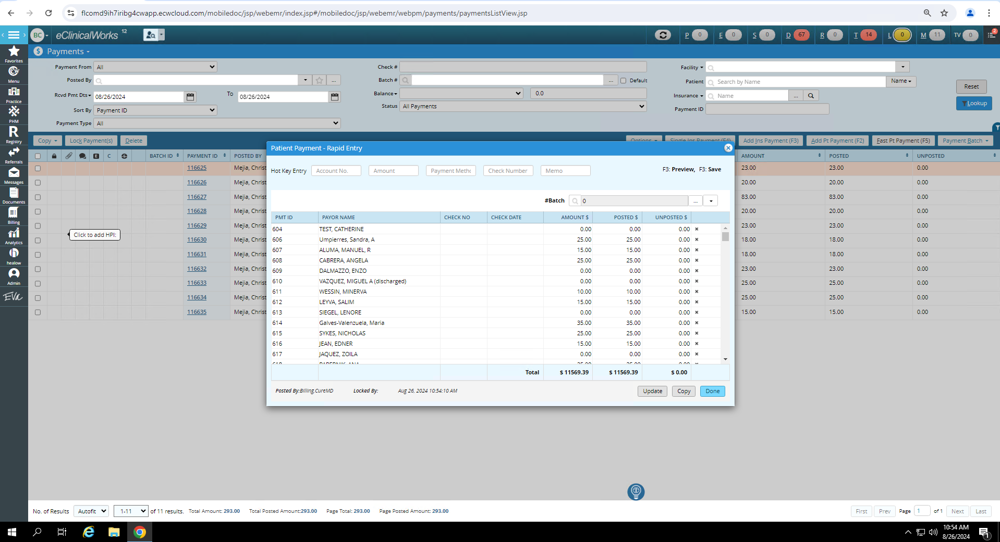 flcomd9ih7iribg4cwapp.ecwcloud.com/mobiledoc/jsp/webemr/index.jsp#/mobiledoc/jsp/webemr/webpm/payments/paymentsListView.jsp
BC eClinicalWorks 12 P 0 E 0 S 0 D 67 R 0 T 14 L 0 M 11 TV 0 2
Payments
Favorites
Menu
Practice
PHM
R
Registry
Referrals
Messages
Documents
Billing
Analytics
healow
Admin
EVA
Payment From All Check # Facility
Posted By ... Batch # ... Default Patient Search by Name Name
Rcvd Pmt Dts 08/26/2024 To 08/26/2024 Balance 0.0 Insurance Name ... Reset
Sort By Payment ID Status All Payments Payment ID Lookup
Payment Type All
Copy Lock Payment(s) Delete Options Single Ins Payment (F4) Add Ins Payment (F3) Add Pt Payment (F2) Fast Pt Payment (F5) Payment Batch
E C BATCH ID PAYMENT ID POSTED BY AMOUNT POSTED UNPOSTED
116625 Mejia, Christ 23.00 23.00 0.00
116626 Mejia, Christ 20.00 20.00 0.00
116627 Mejia, Christ 83.00 83.00 0.00
116628 Mejia, Christ 20.00 20.00 0.00
116629 Mejia, Christ 23.00 23.00 0.00
116630 Mejia, Christ 18.00 18.00 0.00
116631 Mejia, Christ 18.00 18.00 0.00
116632 Mejia, Christ 23.00 23.00 0.00
116633 Mejia, Christ 25.00 25.00 0.00
116634 Mejia, Christ 25.00 25.00 0.00
116635 Mejia, Christ 15.00 15.00 0.00
Click to add HPI:
Patient Payment - Rapid Entry
Hot Key Entry Account No. Amount Payment Methc Check Number Memo F3: Preview, F3: Save
#Batch 0 ...
PMT ID PAYOR NAME CHECK NO CHECK DATE AMOUNT $ POSTED $ UNPOSTED $
604 TEST, CATHERINE 0.00 0.00 0.00
606 Umpierres, Sandra, A 25.00 25.00 0.00
607 ALUMA, MANUEL, R 15.00 15.00 0.00
608 CABRERA, ANGELA 25.00 25.00 0.00
609 DALMAZZO, ENZO 0.00 0.00 0.00
610 VAZQUEZ, MIGUEL A (discharged) 0.00 0.00 0.00
611 WESSIN, MINERVA 10.00 10.00 0.00
612 LEYVA, SALIM 15.00 15.00 0.00
613 SIEGEL, LENORE 0.00 0.00 0.00
614 Galves-Valenzuela, Maria 35.00 35.00 0.00
615 SYKES, NICHOLAS 25.00 25.00 0.00
616 JEAN, EDNER 15.00 15.00 0.00
617 JAQUEZ, ZOILA 0.00 0.00 0.00
Total $ 11569.39 $ 11569.39 $ 0.00
Posted By:Billing.CureMD Locked By: Aug 26, 2024 10:54:10 AM Update Copy Done
No. of Results Autofit 1-11 of 11 results. Total Amount: 293.00 Total Posted Amount:293.00 Page Total: 293.00 Page Posted Amount: 293.00 First Prev Page 1 of 1 Next Last
10:54 AM
8/26/2024
1